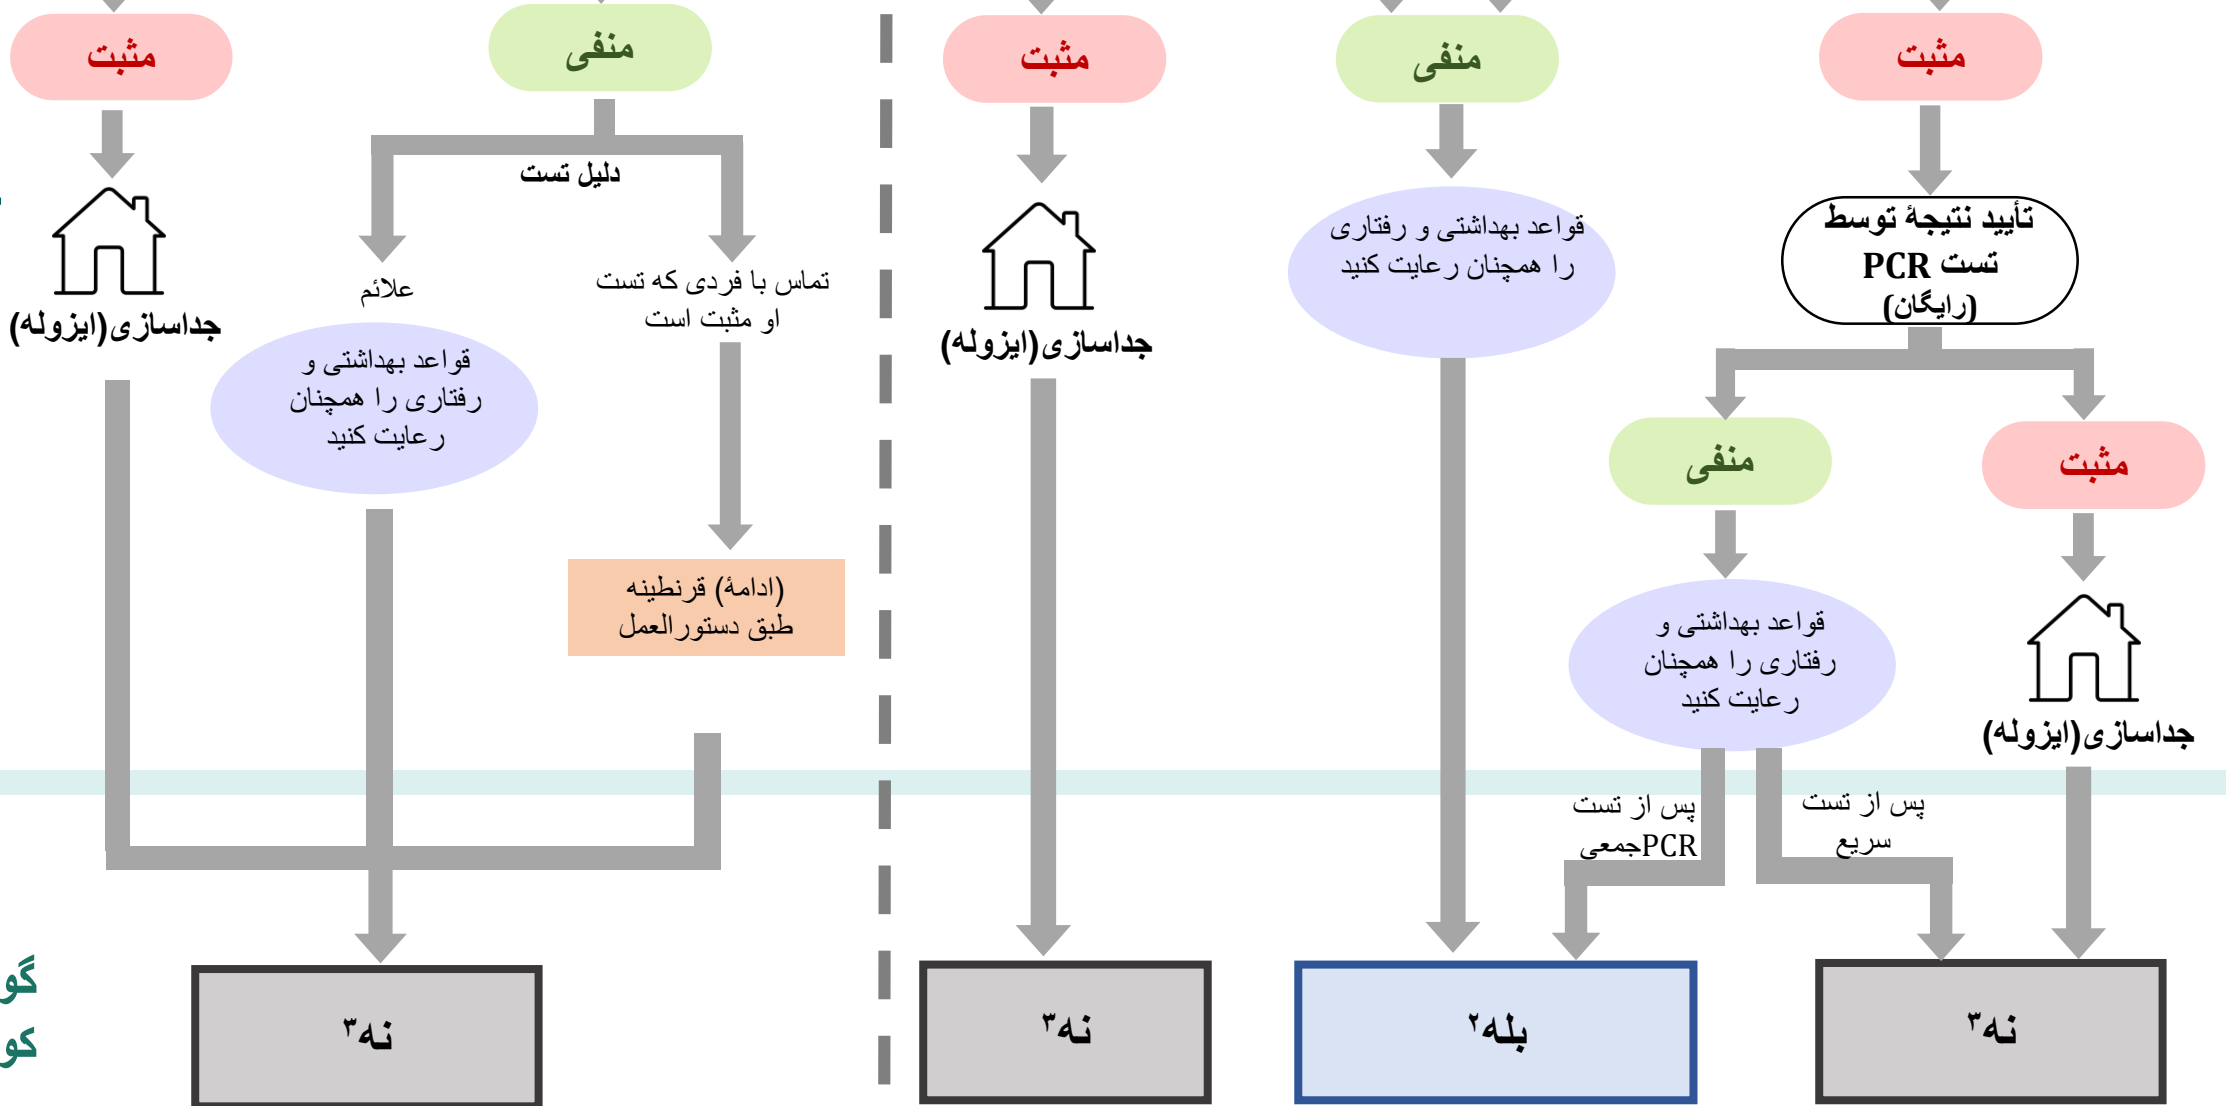 مثبت
منفی
مثبت
منفی
مثبت
دلیل تست
علائم
تماس با فردی که تست
او مثبت است
جداسازی(ایزوله)
قواعد بهداشتی و
رفتاری را همچنان
رعایت کنید
(ادامهٔ) قرنطینه
طبق دستورالعمل
جداسازی(ایزوله)
قواعد بهداشتی و رفتاری
را همچنان رعایت کنید
تأیید نتیجهٔ توسط
تست PCR
(رایگان)
منفی
مثبت
قواعد بهداشتی و
رفتاری را همچنان
رعایت کنید
جداسازی(ایزوله)
پس از تست
PCRجمعی
پس از تست
سریع
گو
کو
نه۳
نه۳
بله۲
نه۳